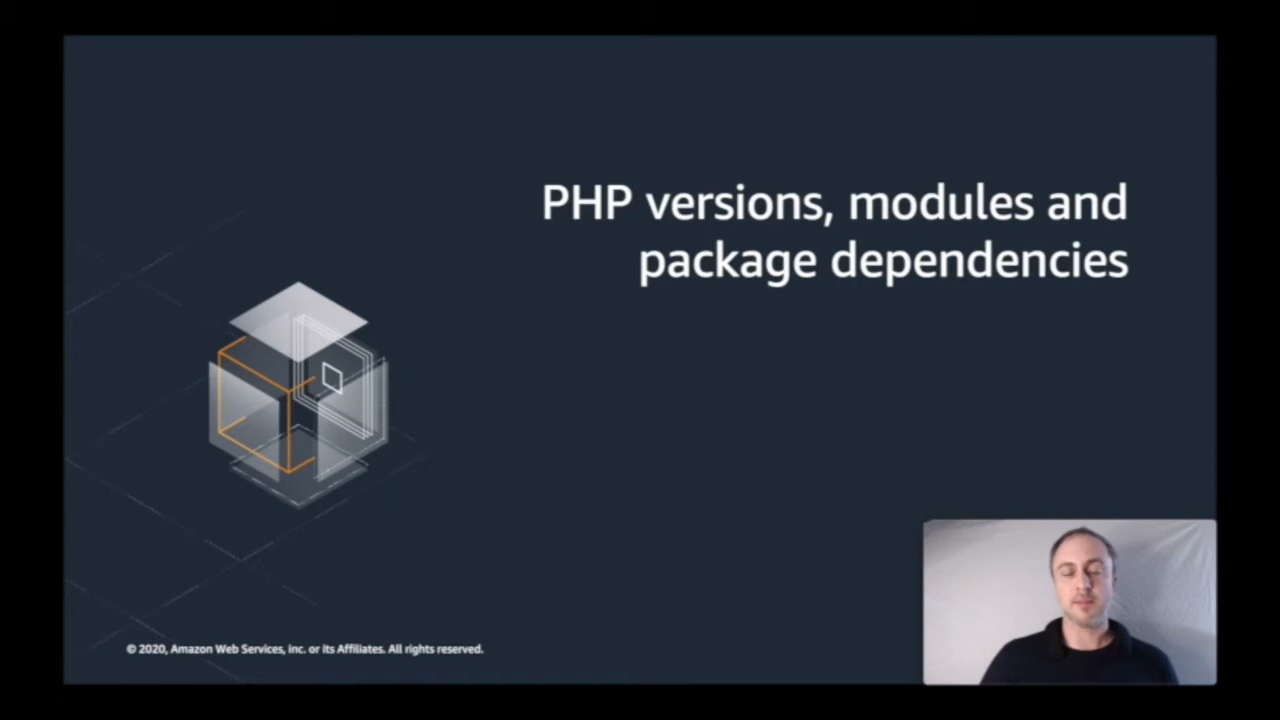 PHP versions, modules and
package dependencies
© 2020, Amazon Web Services, inc. or its Affiliates. All rights reserved.